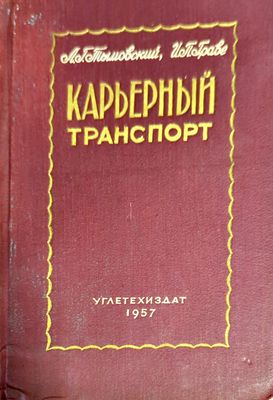 Л.Г.Тымовский, И.П.Граве
КАРЬЕРНЫЙ
ТРАНСПОРТ
УГЛЕТЕХИЗДАТ
1957